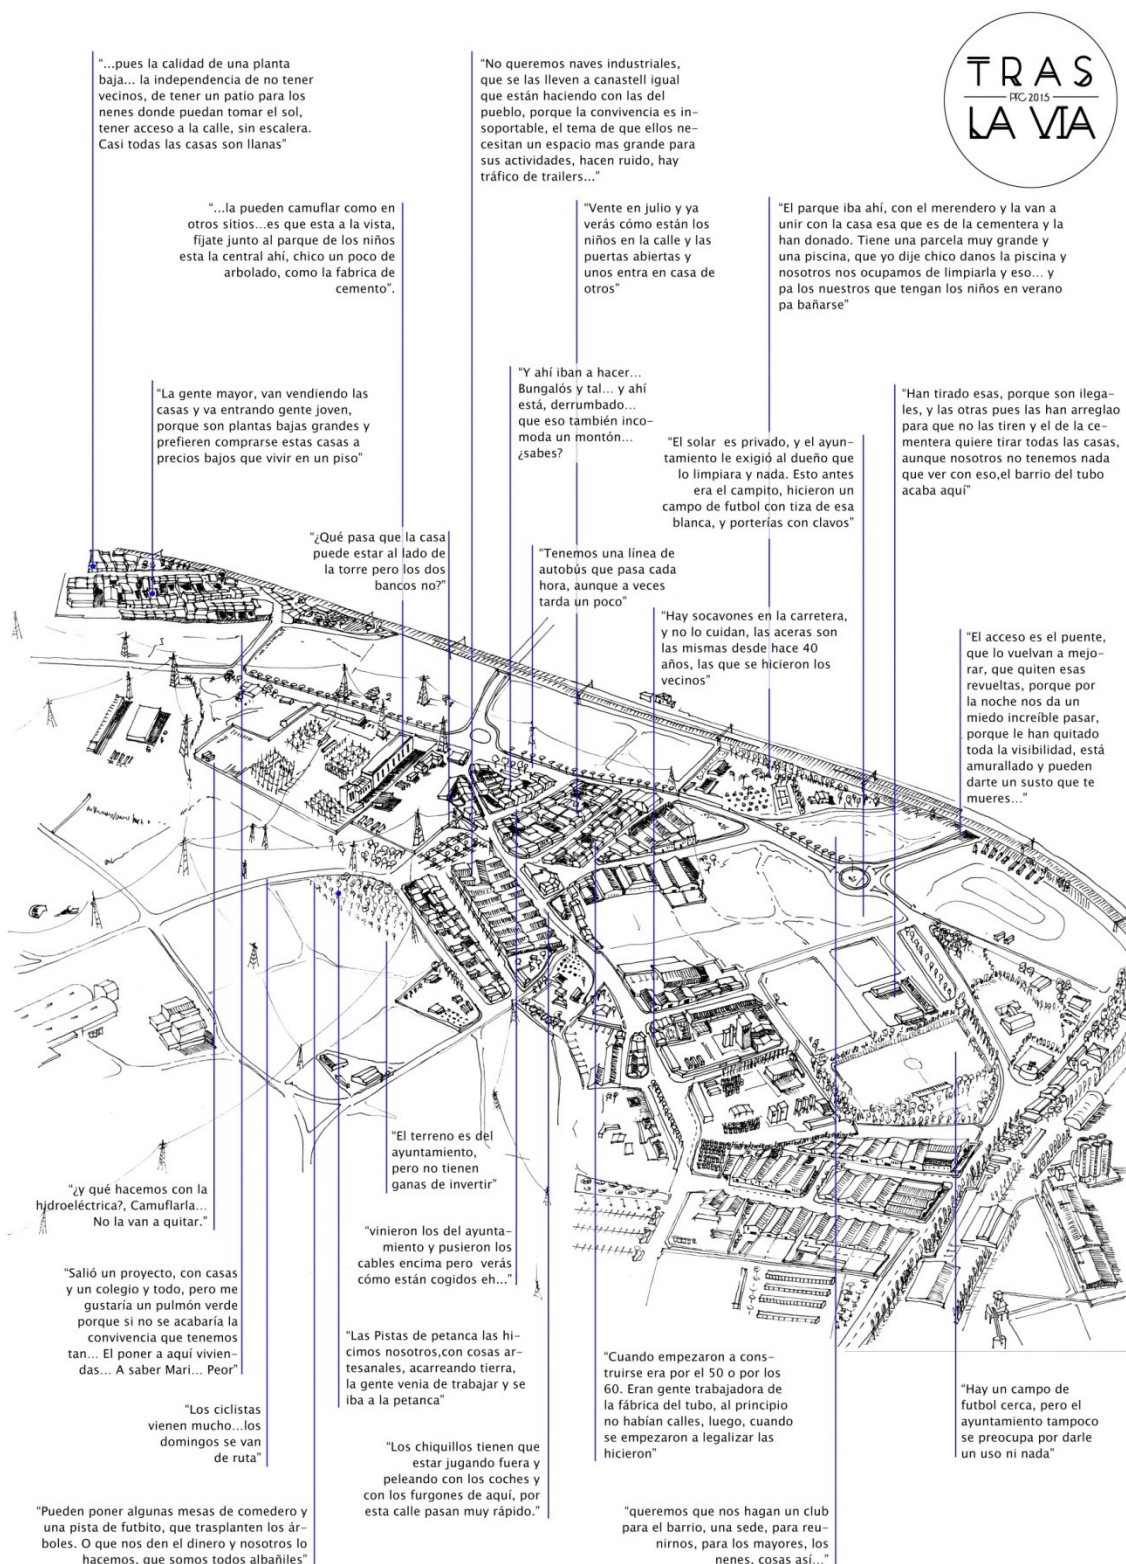 TRAS
PFC 2015
LA VIA
“...pues la calidad de una planta
baja... la independencia de no tener
vecinos, de tener un patio para los
nenes donde puedan tomar el sol,
tener acceso a la calle, sin escalera.
Casi todas las casas son llanas”
“No queremos naves industriales,
que se las lleven a canastell igual
que están haciendo con las del
pueblo, porque la convivencia es in-
soportable, el tema de que ellos ne-
cesitan un espacio mas grande para
sus actividades, hacen ruido, hay
tráfico de trailers...”
“...la pueden camuflar como en
otros sitios...es que esta a la vista,
fíjate junto al parque de los niños
esta la central ahí, chico un poco de
arbolado, como la fabrica de
cemento”.
“Vente en julio y ya
verás cómo están los
niños en la calle y las
puertas abiertas y
unos entra en casa de
otros”
“El parque iba ahí, con el merendero y la van a
unir con la casa esa que es de la cementera y la
han donado. Tiene una parcela muy grande y
una piscina, que yo dije chico danos la piscina y
nosotros nos ocupamos de limpiarla y eso... y
pa los nuestros que tengan los niños en verano
pa bañarse”
“La gente mayor, van vendiendo las
casas y va entrando gente joven,
porque son plantas bajas grandes y
prefieren comprarse estas casas a
precios bajos que vivir en un piso”
“Y ahí iban a hacer...
Bungalós y tal... y ahí
está, derrumbado...
que eso también inco-
moda un montón...
¿sabes?
“El solar es privado, y el ayun-
tamiento le exigió al dueño que
lo limpiara y nada. Esto antes
era el campito, hicieron un
campo de futbol con tiza de esa
blanca, y porterías con clavos”
“Han tirado esas, porque son ilega-
les, y las otras pues las han arreglao
para que no las tiren y el de la ce-
mentera quiere tirar todas las casas,
aunque nosotros no tenemos nada
que ver con eso,el barrio del tubo
acaba aquí”
“¿Qué pasa que la casa
puede estar al lado de
la torre pero los dos
bancos no?”
“Tenemos una línea de
autobús que pasa cada
hora, aunque a veces
tarda un poco”
“Hay socavones en la carretera,
y no lo cuidan, las aceras son
las mismas desde hace 40
años, las que se hicieron los
vecinos”
“El acceso es el puente,
que lo vuelvan a mejo-
rar, que quiten esas
revueltas, porque por
la noche nos da un
miedo increíble pasar,
porque le han quitado
toda la visibilidad, está
amurallado y pueden
darte un susto que te
mueres...”
“El terreno es del
ayuntamiento,
pero no tienen
ganas de invertir”
“¿y qué hacemos con la
hidroeléctrica?, Camuflarla...
No la van a quitar.”
“vinieron los del ayunta-
miento y pusieron los
cables encima pero verás
cómo están cogidos eh...”
“Salió un proyecto, con casas
y un colegio y todo, pero me
gustaría un pulmón verde
porque si no se acabaría la
convivencia que tenemos
tan... El poner a aquí vivien-
das... A saber Mari... Peor”
“Las Pistas de petanca las hi-
cimos nosotros,con cosas ar-
tesanales, acarreando tierra,
la gente venia de trabajar y se
iba a la petanca”
“Cuando empezaron a cons-
truirse era por el 50 o por los
60. Eran gente trabajadora de
la fábrica del tubo, al principio
no habían calles, luego, cuando
se empezaron a legalizar las
hicieron”
“Hay un campo de
futbol cerca, pero el
ayuntamiento tampoco
se preocupa por darle
un uso ni nada”
“Los ciclistas
vienen mucho...los
domingos se van
de ruta”
“Los chiquillos tienen que
estar jugando fuera y
peleando con los coches y
con los furgones de aquí, por
esta calle pasan muy rápido.”
“Pueden poner algunas mesas de comedero y
una pista de futbito, que trasplanten los ár-
boles. O que nos den el dinero y nosotros lo
hacemos, que somos todos albañiles”
“queremos que nos hagan un club
para el barrio, una sede, para reu-
nirnos, para los mayores, los
nenes, cosas así...”